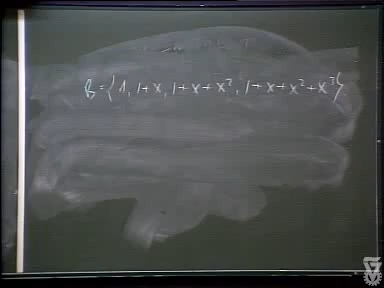 B = {1, 1+x, 1+x+x², 1+x+x²+x³}